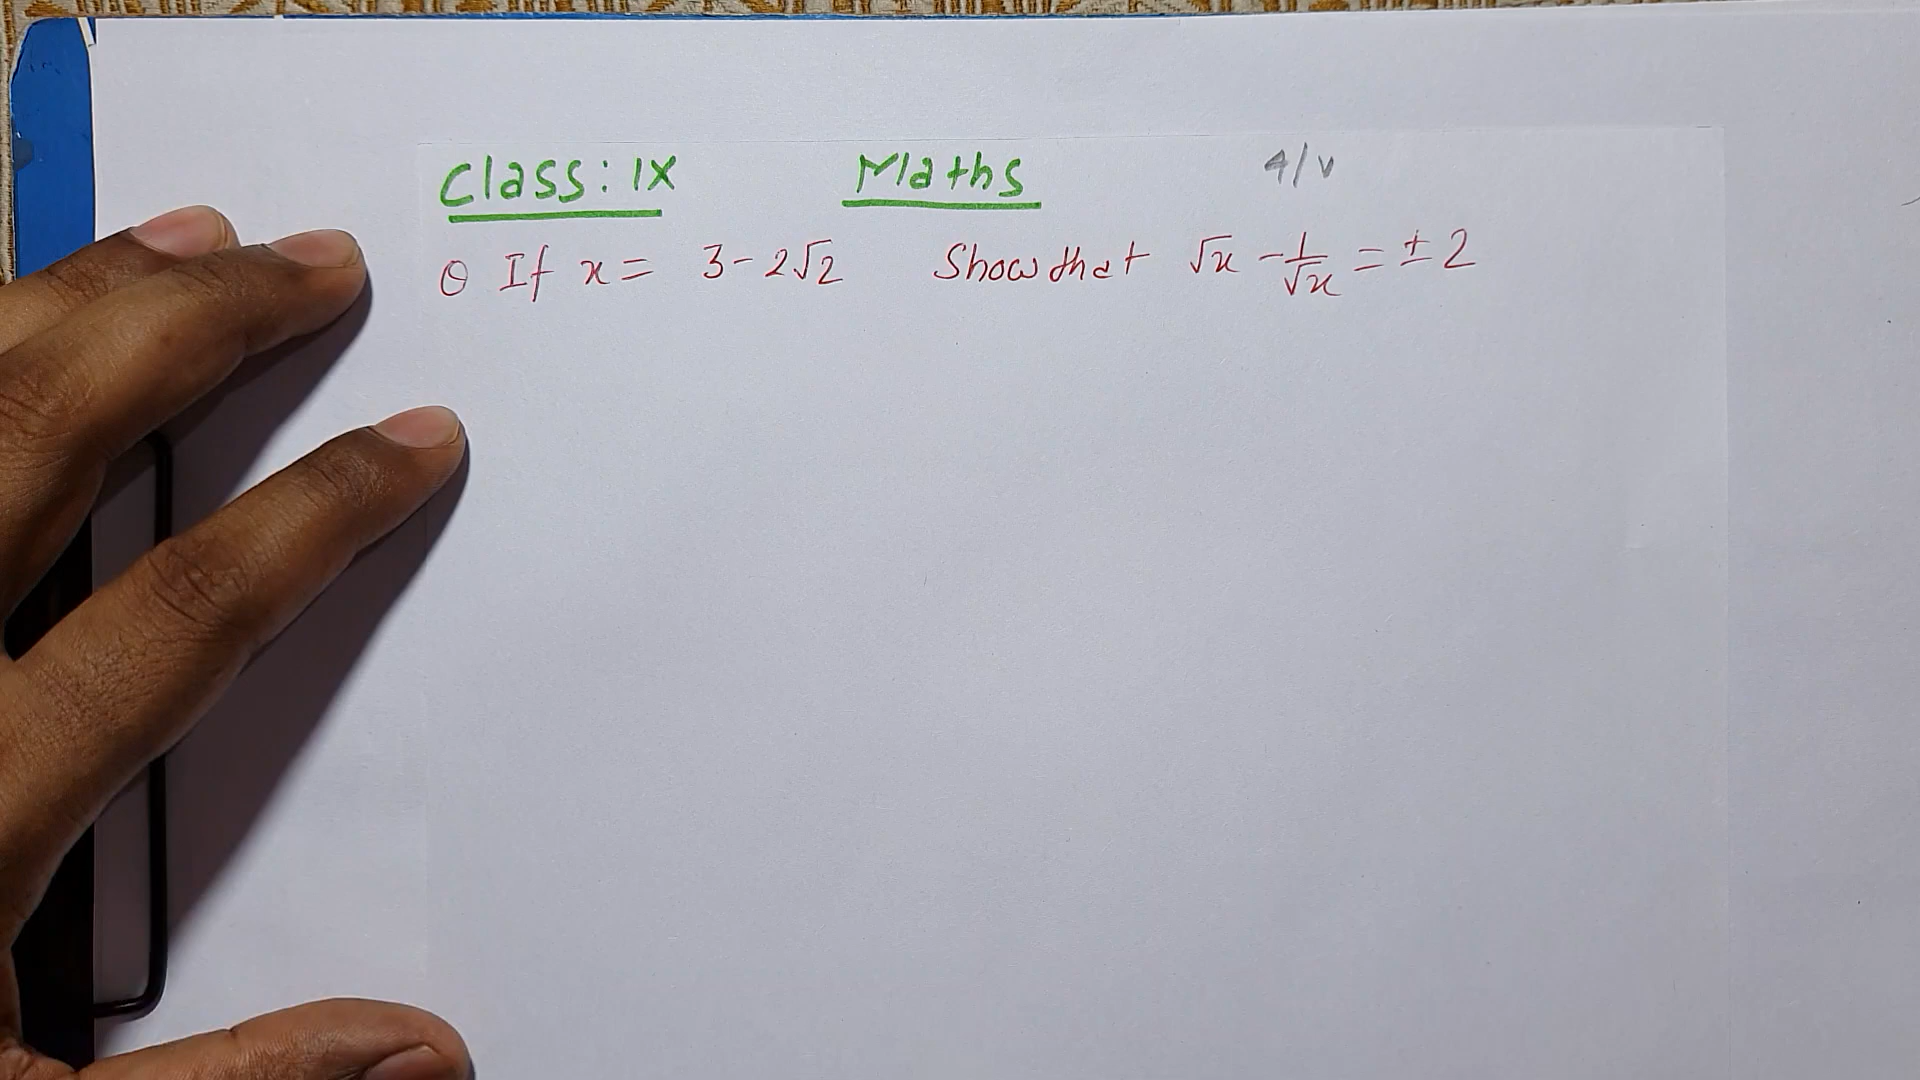 Class: IX Maths 4/v
Q If x = 3-2√2 Show that √x - 1/√x = ± 2